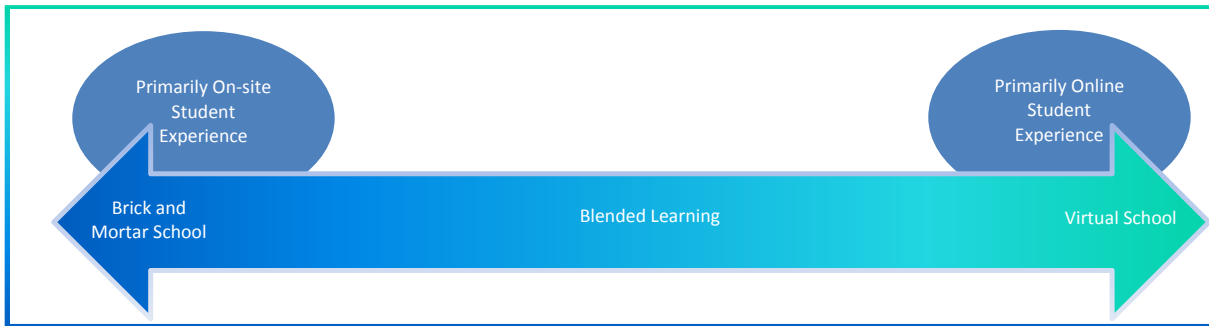 Primarily On-site
Student
Experience
Primarily Online
Student
Experience
Brick and
Mortar School
Blended Learning
Virtual School